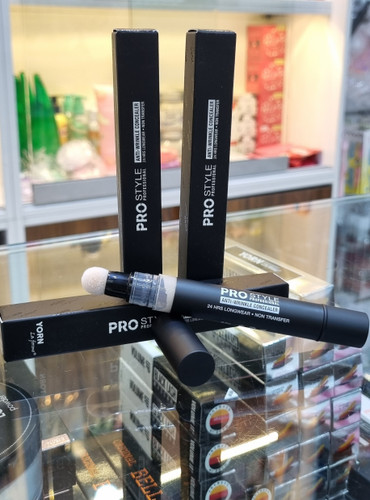 PRO STYLE
PROFESSIONAL
ANTI-WRINKLE CONCEALER
24 HRS LONGWEAR • NON TRANSFER
PRO STYLE
PROFESSIONAL
ANTI-WRINKLE CONCEALER
24 HRS LONGWEAR • NON TRANSFER
PRO STYLE
PROFESSIONAL
ANTI-WRINKLE CONCEALER
24 HRS LONGWEAR • NON TRANSFER
YORN
PRO STYLE